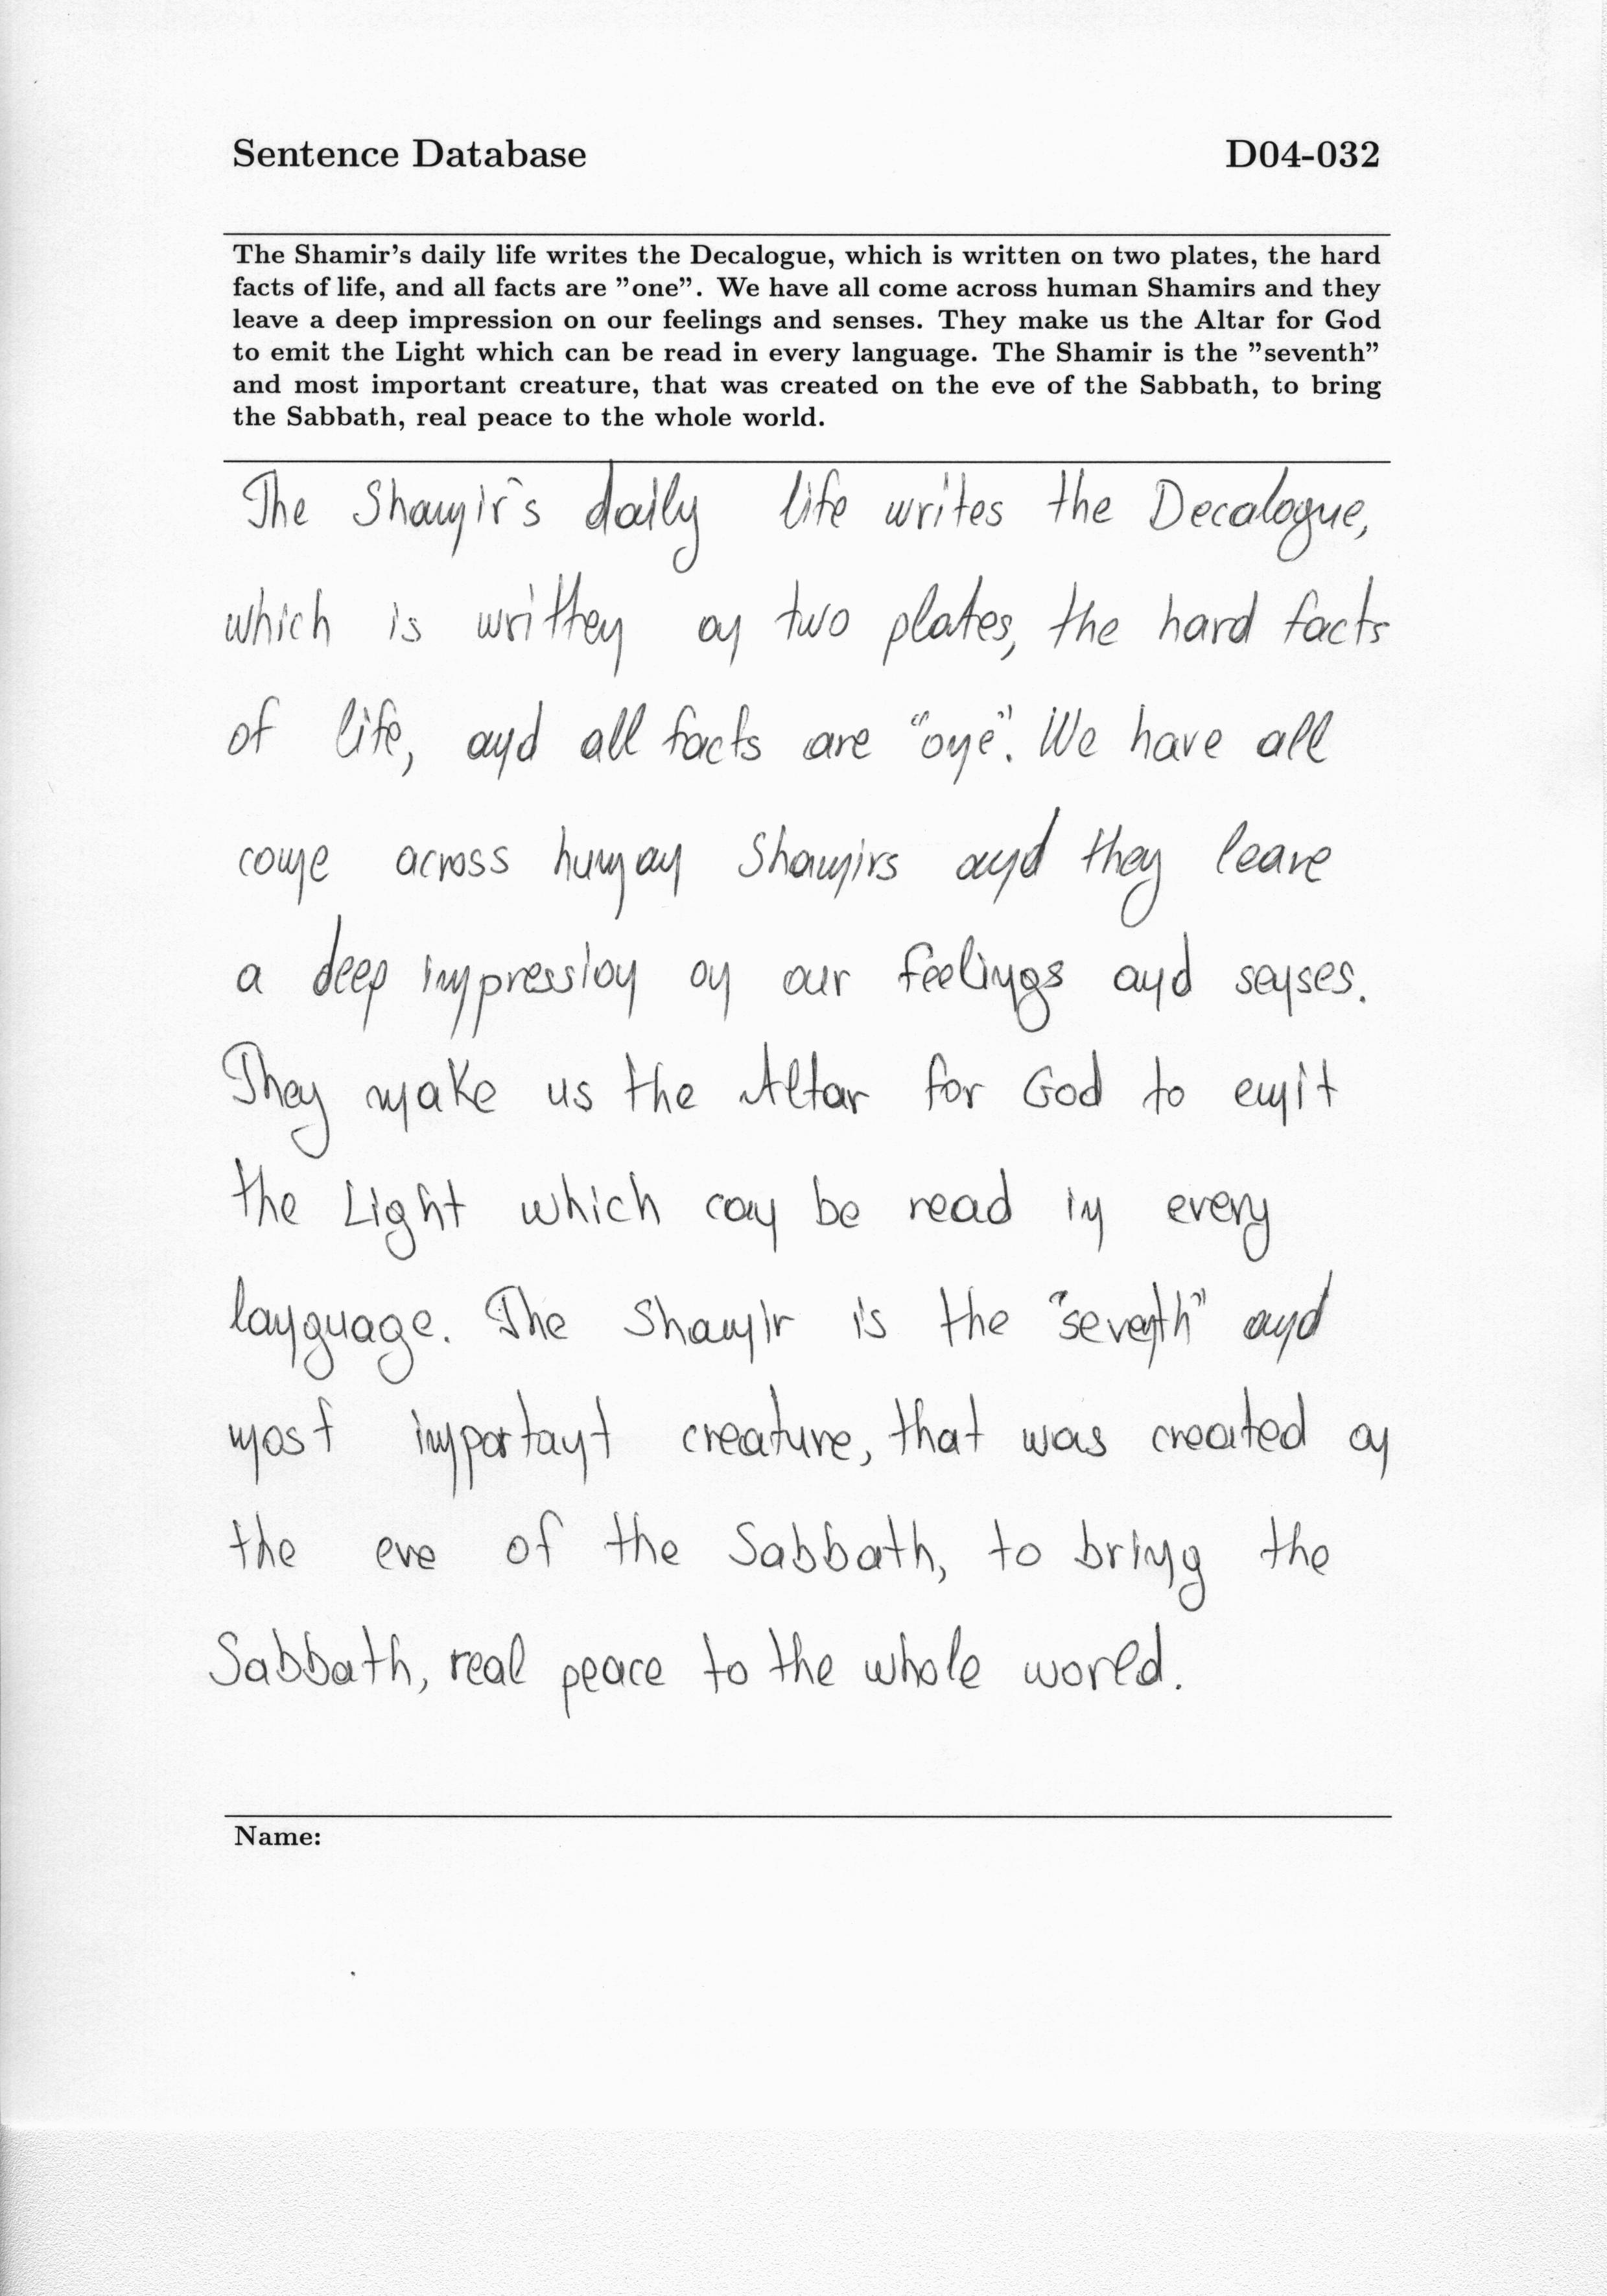 Sentence Database D04-032
The Shamir's daily life writes the Decalogue, which is written on two plates, the hard
facts of life, and all facts are "one". We have all come across human Shamirs and they
leave a deep impression on our feelings and senses. They make us the Altar for God
to emit the Light which can be read in every language. The Shamir is the "seventh"
and most important creature, that was created on the eve of the Sabbath, to bring
the Sabbath, real peace to the whole world.
The Shamir's daily life writes the Decalogue,
which is written on two plates, the hard facts
of life, and all facts are "one". We have all
come across human Shamirs and they leave
a deep impression on our feelings and senses.
They make us the Altar for God to emit
the Light which can be read in every
language. The Shamir is the "seventh" and
most important creature, that was created on
the eve of the Sabbath, to bring the
Sabbath, real peace to the whole world.
Name: